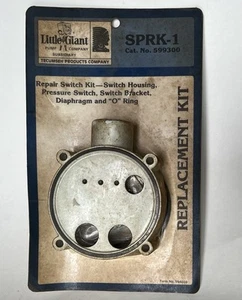 Little Giant
PUMP COMPANY
SUBSIDIARY
TECUMSEH PRODUCTS COMPANY
SPRK-1
Cat. No. 599300
Repair Switch Kit—Switch Housing,
Pressure Switch, Switch Bracket,
Diaphragm and "O" Ring
REPLACEMENT KIT